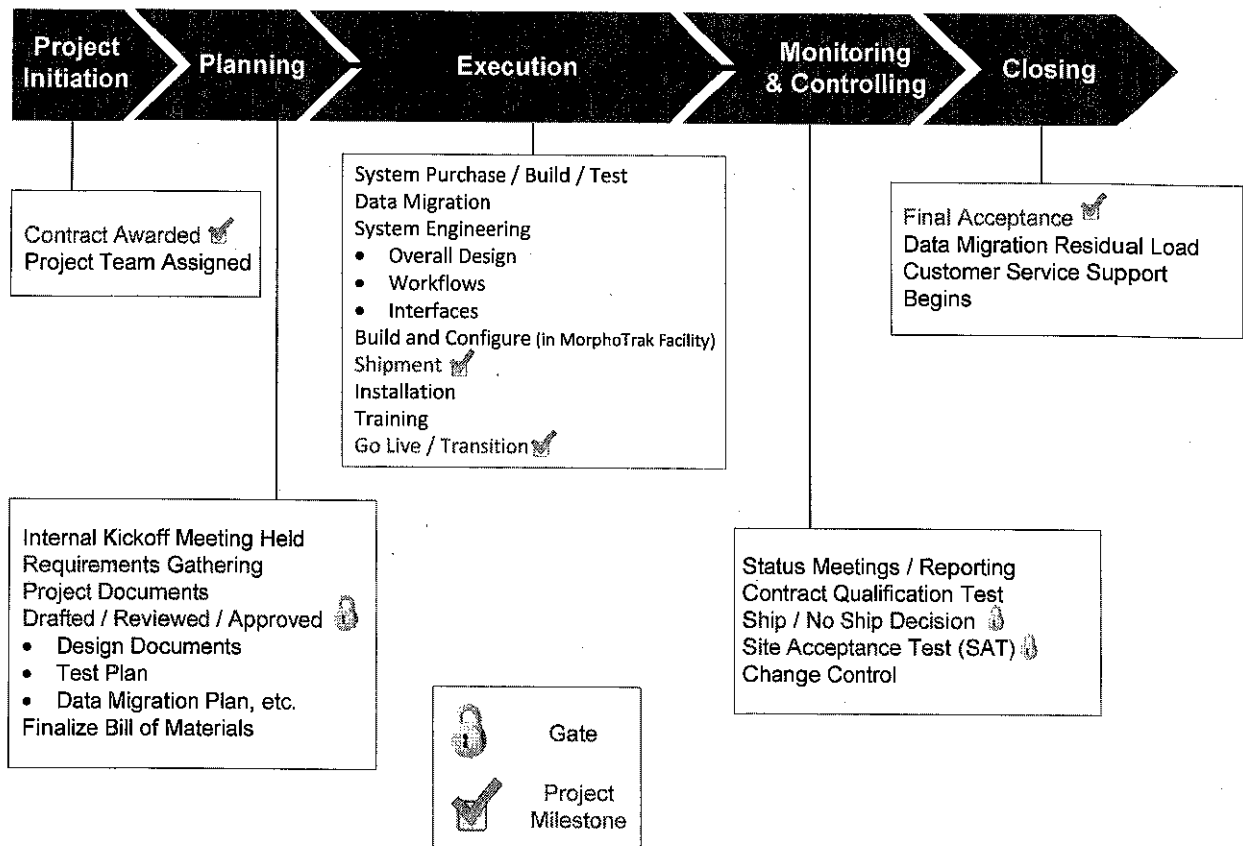 Project
Initiation
Planning
Execution
Monitoring
& Controlling
Closing
Contract Awarded
Project Team Assigned
System Purchase / Build / Test
Data Migration
System Engineering
• Overall Design
• Workflows
• Interfaces
Build and Configure (in MorphoTrak Facility)
Shipment
Installation
Training
Go Live / Transition
Final Acceptance
Data Migration Residual Load
Customer Service Support
Begins
Internal Kickoff Meeting Held
Requirements Gathering
Project Documents
Drafted / Reviewed / Approved
• Design Documents
• Test Plan
• Data Migration Plan, etc.
Finalize Bill of Materials
Status Meetings / Reporting
Contract Qualification Test
Ship / No Ship Decision
Site Acceptance Test (SAT)
Change Control
Gate
Project
Milestone